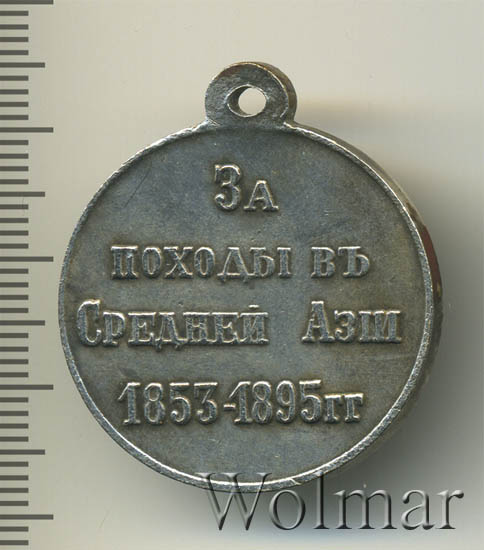 За
походы въ
Средней Азіи
1853-1895гг
Wolmar